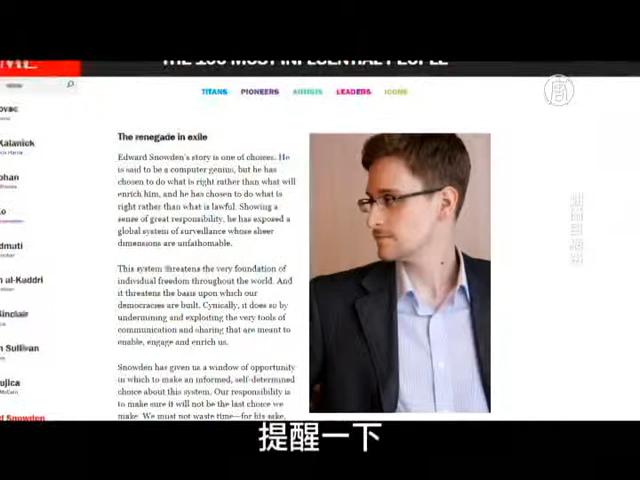 THE 100 MOST INFLUENTIAL PEOPLE
TITANS
PIONEERS
ARTISTS
LEADERS
ICONS
Kalanick
al-Kaddri
Sinclair
Sullivan
Snowden
The renegade in exile
Edward Snowden's story is one of choices. He
is said to be a computer genius, but he has
chosen to do what is right rather than what will
enrich him, and he has chosen to do what is
right rather than what is lawful. Showing a
sense of great responsibility, he has exposed a
global system of surveillance whose sheer
dimensions are unfathomable.
This system threatens the very foundation of
individual freedom throughout the world. And
it threatens the basis upon which our
democracies are built. Cynically, it does so by
undermining and exploiting the very tools of
communication and sharing that are meant to
enable, engage and enrich us.
Snowden has given us a window of opportunity
in which to make an informed, self-determined
choice about this system. Our responsibility is
to make sure it will not be the last choice we
make. We must not waste time—for his sake,
提醒一下